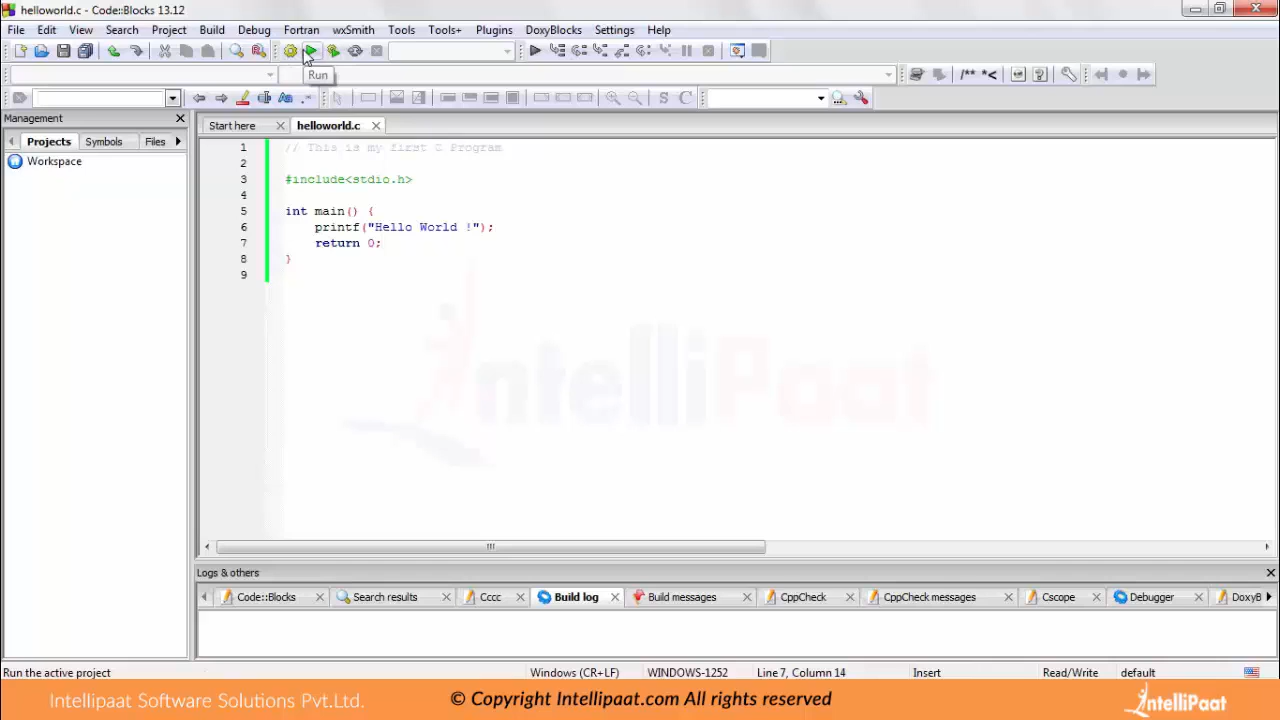 helloworld.c - Code::Blocks 13.12
File Edit View Search Project Build Debug Fortran wxSmith Tools Tools+ Plugins DoxyBlocks Settings Help
Run
/** *<
.*
S C
Management
Start here
helloworld.c
Projects Symbols Files
Workspace
1 // This is my first C Program
2
3 #include<stdio.h>
4
5 int main() {
6 printf("Hello World !");
7 return 0;
8 }
9
IntelliPaat
Logs & others
Code::Blocks Search results Cccc Build log Build messages CppCheck CppCheck messages Cscope Debugger DoxyB
Run the active project Windows (CR+LF) WINDOWS-1252 Line 7, Column 14 Insert Read/Write default
Intellipaat Software Solutions Pvt.Ltd. © Copyright Intellipaat.com All rights reserved IntelliPaat